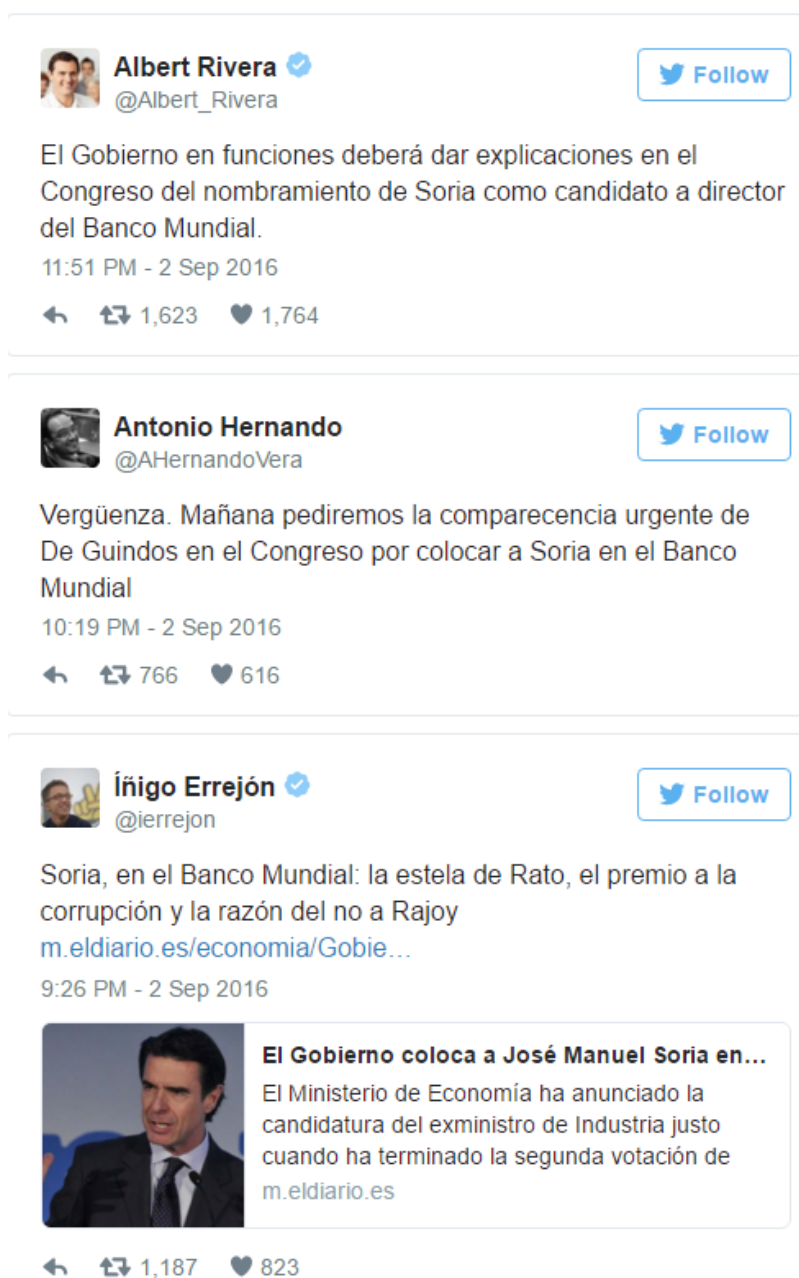 Albert Rivera
Follow
@Albert_Rivera
El Gobierno en funciones deberá dar explicaciones en el
Congreso del nombramiento de Soria como candidato a director
del Banco Mundial.
11:51 PM - 2 Sep 2016
1,623 1,764
Antonio Hernando
Follow
@AHernandoVera
Vergüenza. Mañana pediremos la comparecencia urgente de
De Guindos en el Congreso por colocar a Soria en el Banco
Mundial
10:19 PM - 2 Sep 2016
766 616
Íñigo Errejón
Follow
@ierrejon
Soria, en el Banco Mundial: la estela de Rato, el premio a la
corrupción y la razón del no a Rajoy
m.eldiario.es/economia/Gobie...
9:26 PM - 2 Sep 2016
El Gobierno coloca a José Manuel Soria en...
El Ministerio de Economía ha anunciado la
candidatura del exministro de Industria justo
cuando ha terminado la segunda votación de
m.eldiario.es
1,187 823